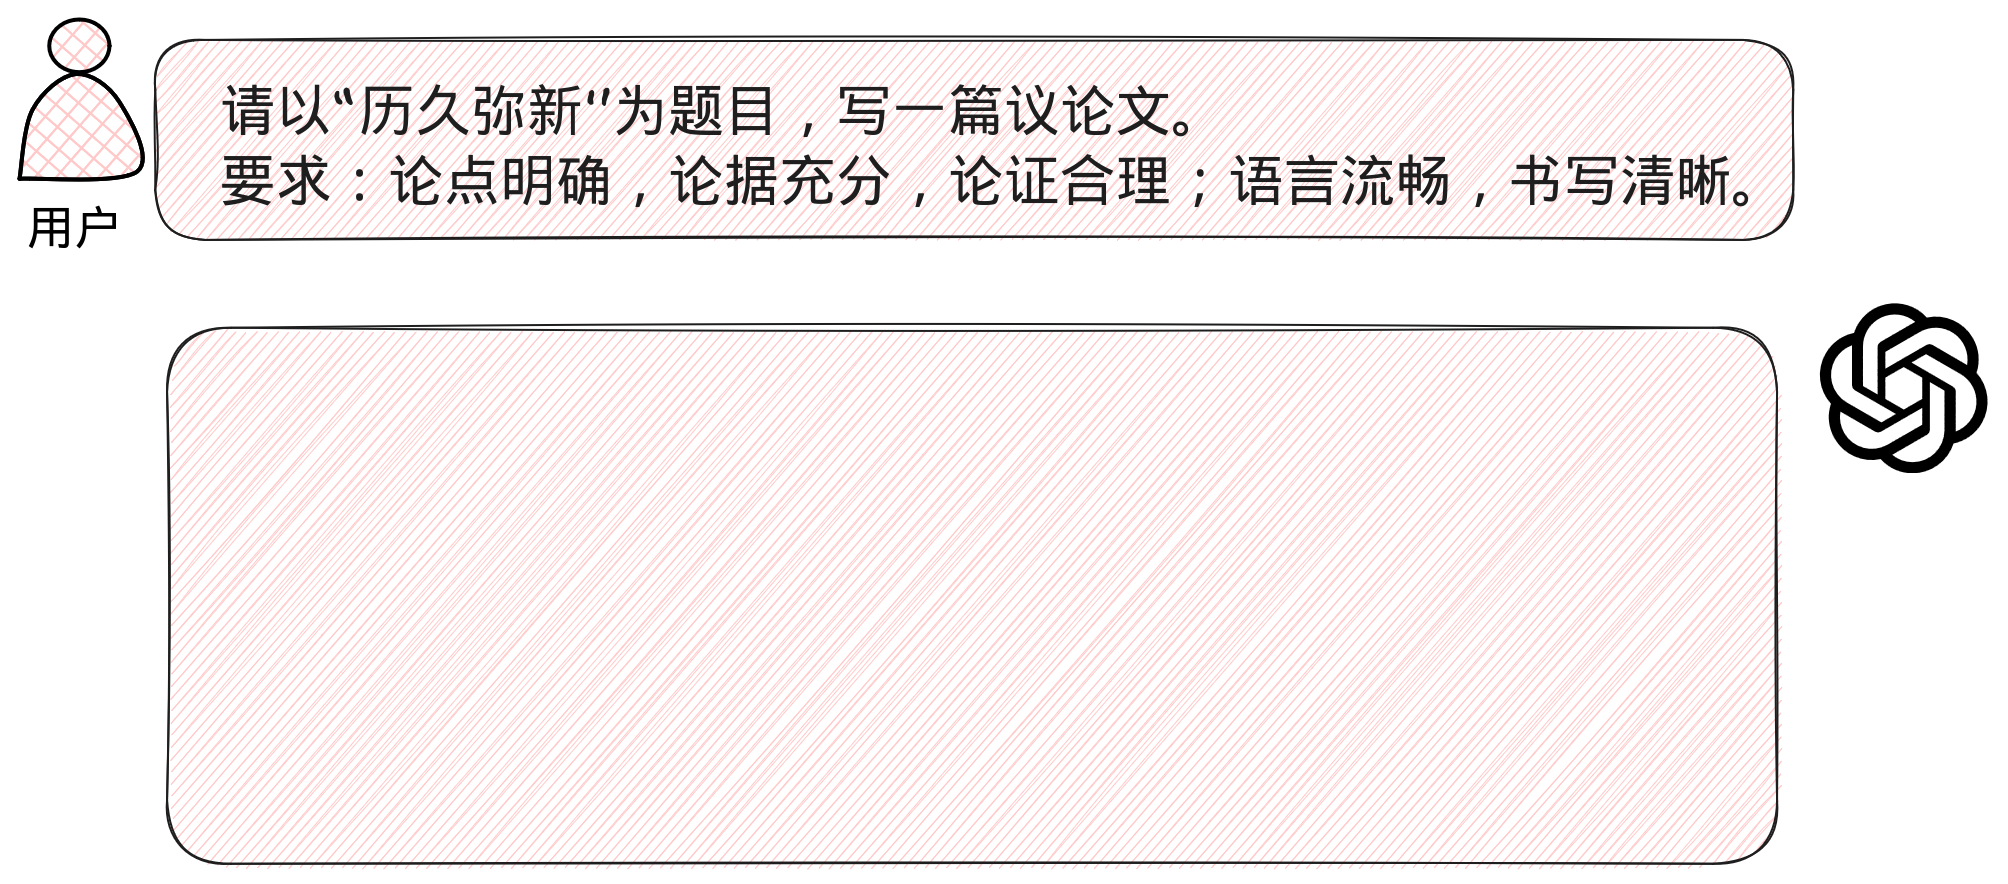 请以“历久弥新”为题目，写一篇议论文。
要求：论点明确，论据充分，论证合理；语言流畅，书写清晰。
用户